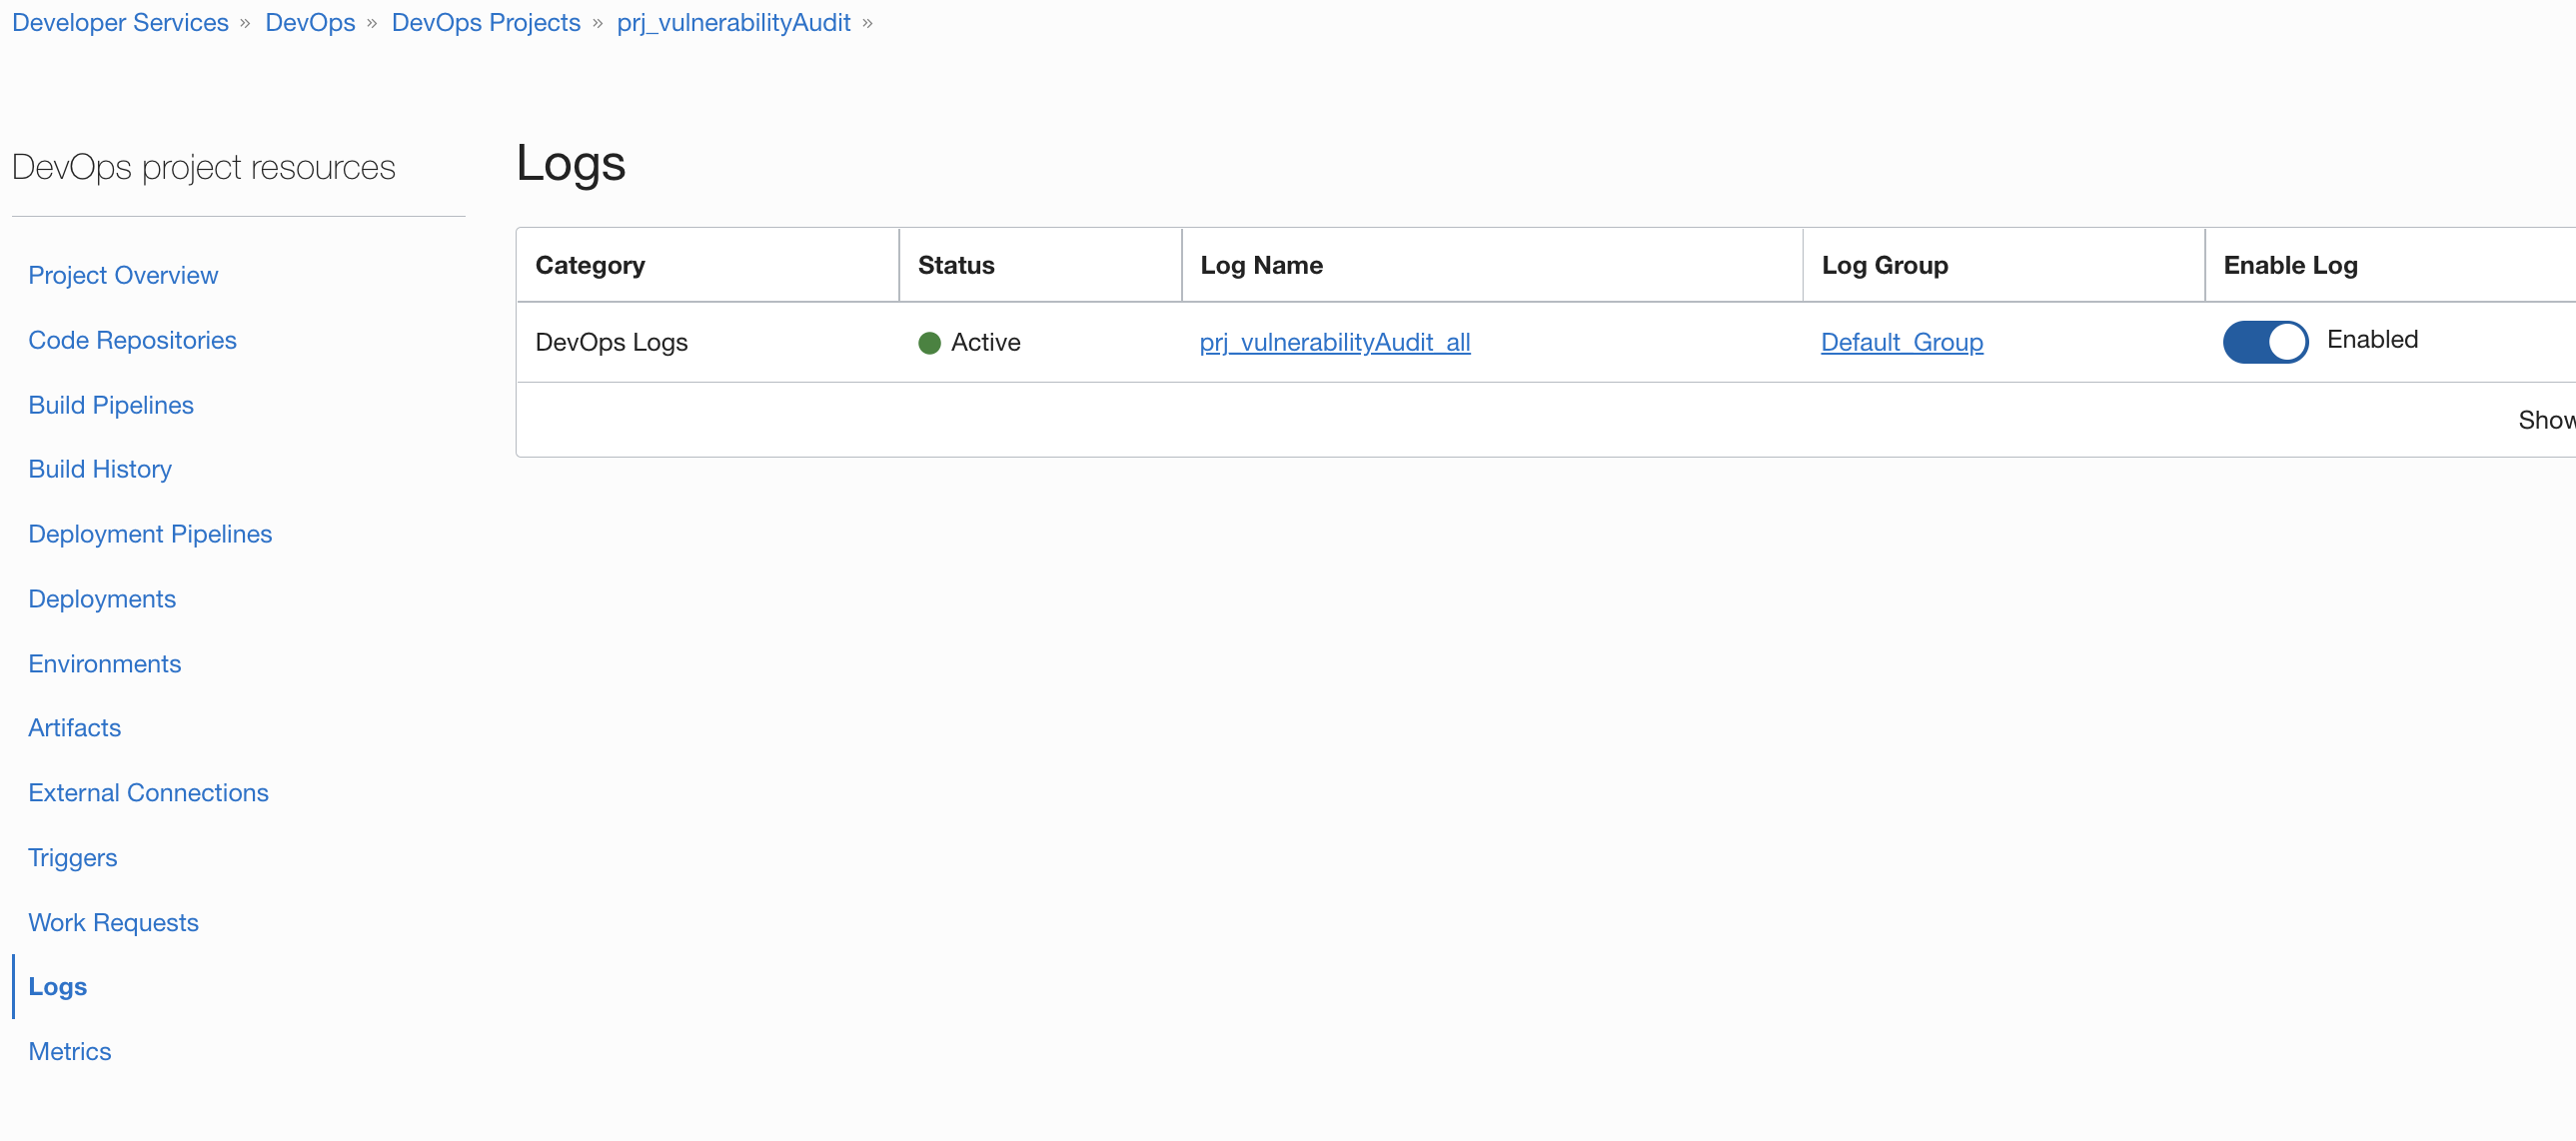 Developer Services » DevOps » DevOps Projects » prj_vulnerabilityAudit »
DevOps project resources
Project Overview
Code Repositories
Build Pipelines
Build History
Deployment Pipelines
Deployments
Environments
Artifacts
External Connections
Triggers
Work Requests
Logs
Metrics
Logs
Category Status Log Name Log Group Enable Log
DevOps Logs Active prj_vulnerabilityAudit_all Default_Group Enabled
Show